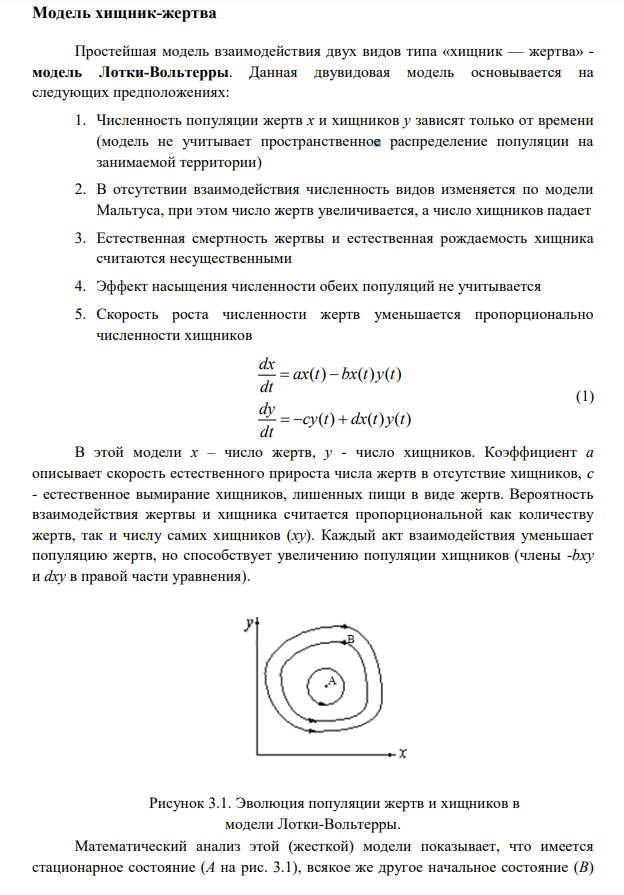 Модель хищник-жертва
Простейшая модель взаимодействия двух видов типа «хищник — жертва» -
модель Лотки-Вольтерры. Данная двувидовая модель основывается на
следующих предположениях:
1. Численность популяции жертв x и хищников y зависят только от времени
(модель не учитывает пространственное распределение популяции на
занимаемой территории)
2. В отсутствии взаимодействия численность видов изменяется по модели
Мальтуса, при этом число жертв увеличивается, а число хищников падает
3. Естественная смертность жертвы и естественная рождаемость хищника
считаются несущественными
4. Эффект насыщения численности обеих популяций не учитывается
5. Скорость роста численности жертв уменьшается пропорционально
численности хищников
dx/dt = ax(t) − bx(t)y(t)
dy/dt = −cy(t) + dx(t)y(t)
(1)
В этой модели x – число жертв, y - число хищников. Коэффициент a
описывает скорость естественного прироста числа жертв в отсутствие хищников, c
- естественное вымирание хищников, лишенных пищи в виде жертв. Вероятность
взаимодействия жертвы и хищника считается пропорциональной как количеству
жертв, так и числу самих хищников (xy). Каждый акт взаимодействия уменьшает
популяцию жертв, но способствует увеличению популяции хищников (члены -bxy
и dxy в правой части уравнения).
y
B
A
x
Рисунок 3.1. Эволюция популяции жертв и хищников в
модели Лотки-Вольтерры.
Математический анализ этой (жесткой) модели показывает, что имеется
стационарное состояние (A на рис. 3.1), всякое же другое начальное состояние (B)